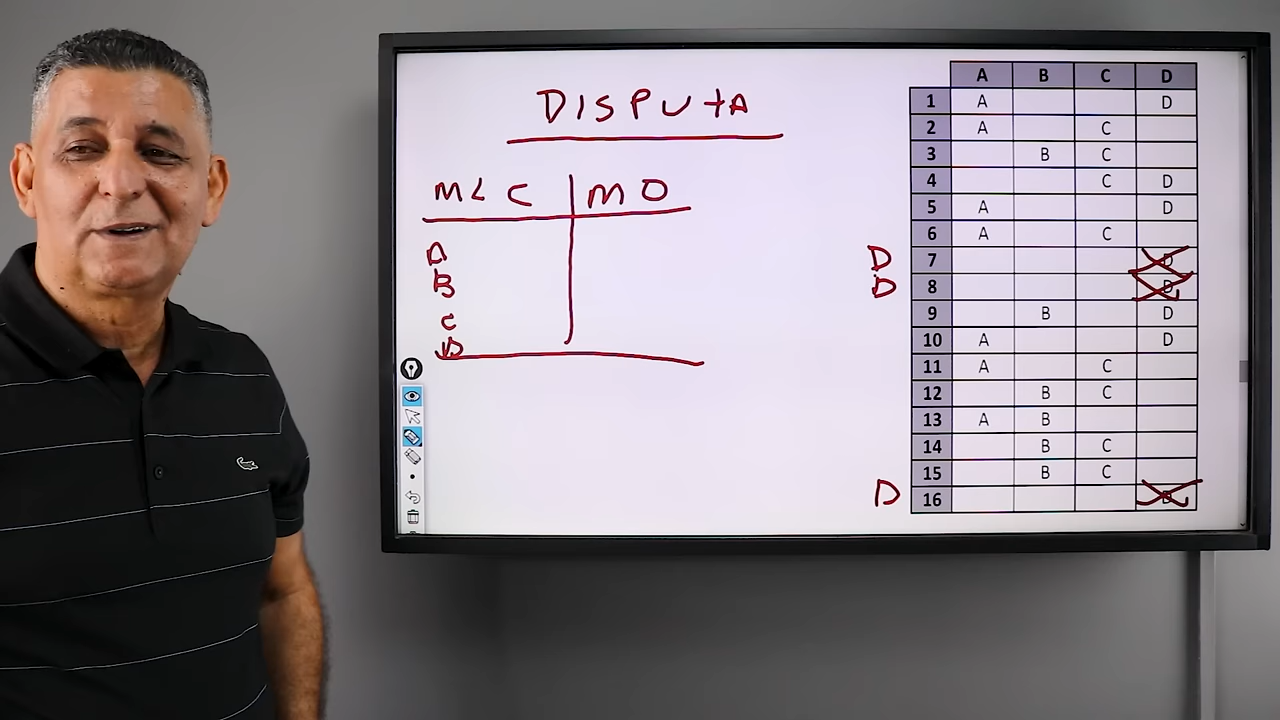 DISPUTA
MLC | MO
A
B
C
D
A B C D
1 A D
2 A C
3 B C
4 C D
5 A D
6 A C
D 7 D
D 8 D
9 B D
10 A D
11 A C
12 B C
13 A B
14 B C
15 B C
D 16 D